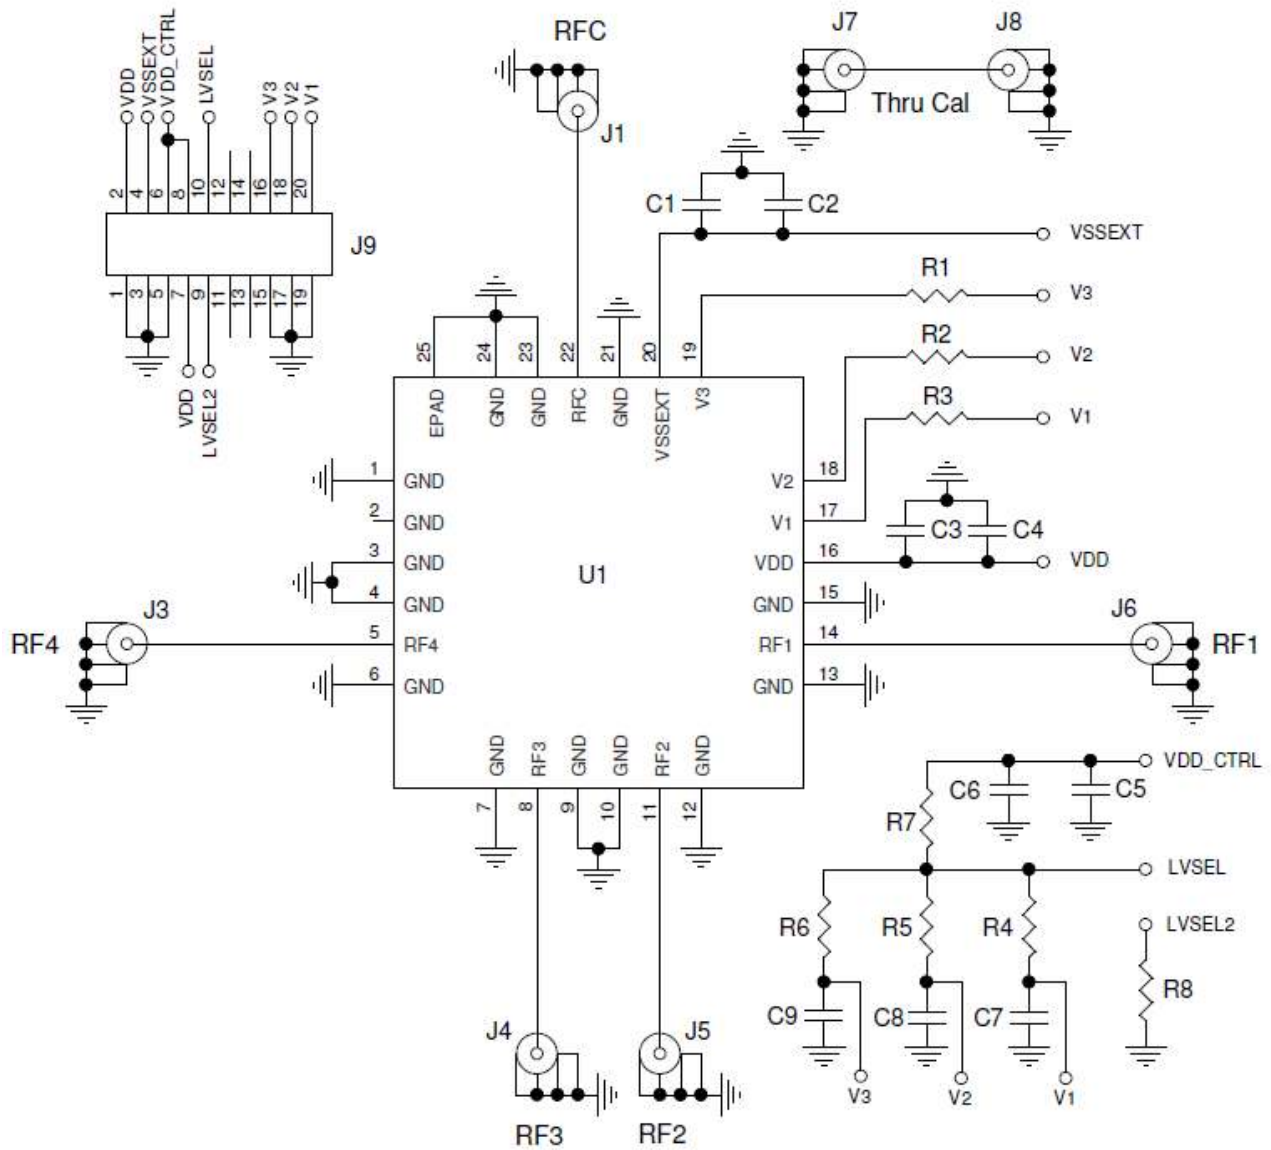 RFC
J7
J8
Thru Cal
J1
VDD
VSSEXT
VDD_CTRL
LVSEL
V3
V2
V1
2
4
6
8
10
12
14
16
18
20
J9
1
3
5
7
9
11
13
15
17
19
VDD
LVSEL2
C1
C2
VSSEXT
R1
V3
R2
V2
R3
V1
25
24
23
22
21
20
19
EPAD
GND
GND
RFC
GND
VSSEXT
V3
1
GND
2
GND
3
GND
4
GND
5
RF4
6
GND
U1
V2
18
V1
17
VDD
16
GND
15
RF1
14
GND
13
C3
C4
VDD
J3
RF4
J6
RF1
GND
RF3
GND
GND
RF2
GND
7
8
9
10
11
12
VDD_CTRL
C6
C5
R7
LVSEL
R6
R5
R4
LVSEL2
R8
C9
C8
C7
V3
V2
V1
J4
J5
RF3
RF2